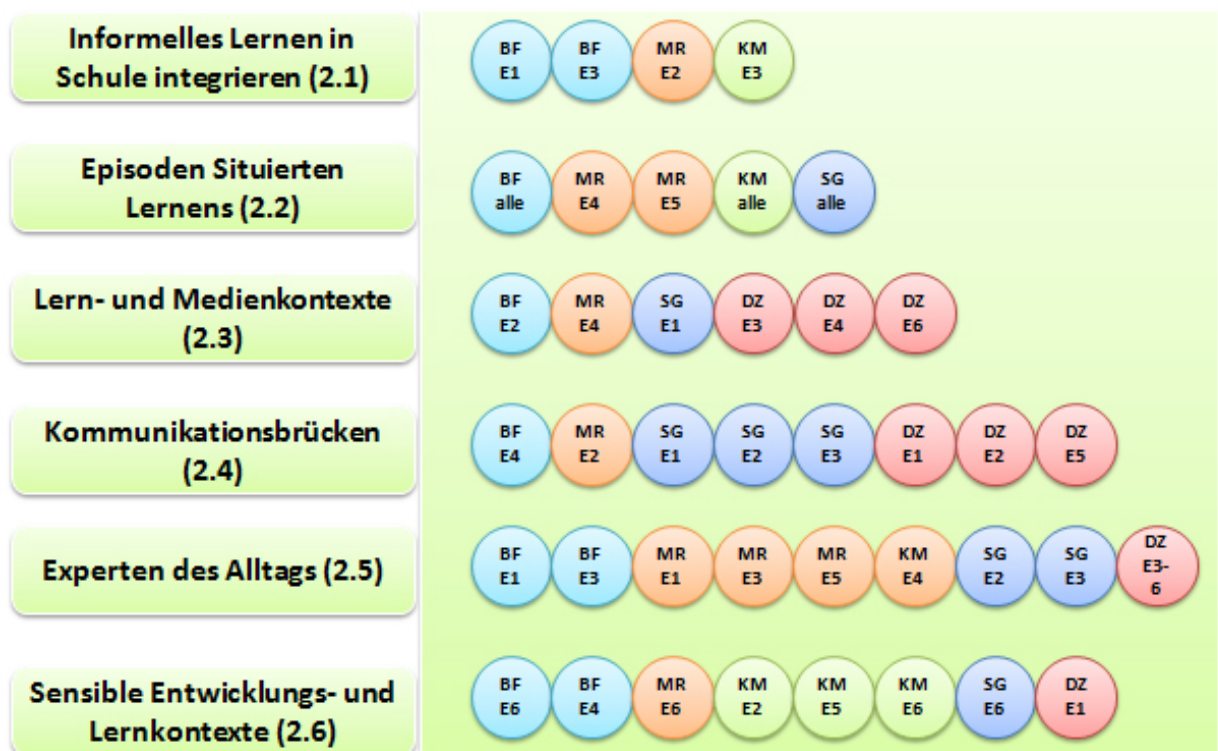 Informelles Lernen in
Schule integrieren (2.1)
BF BF MR KM
E1 E3 E2 E3
Episoden Situierten
Lernens (2.2)
BF MR MR KM SG
alle E4 E5 alle alle
Lern- und Medienkontexte
(2.3)
BF MR SG DZ DZ DZ
E2 E4 E1 E3 E4 E6
Kommunikationsbrücken
(2.4)
BF MR SG SG SG DZ DZ DZ
E4 E2 E1 E2 E3 E1 E2 E5
Experten des Alltags (2.5)
BF BF MR MR MR KM SG SG DZ
E1 E3 E1 E3 E5 E4 E2 E3 E3-
6
Sensible Entwicklungs- und
Lernkontexte (2.6)
BF BF MR KM KM KM SG DZ
E6 E4 E6 E2 E5 E6 E6 E1